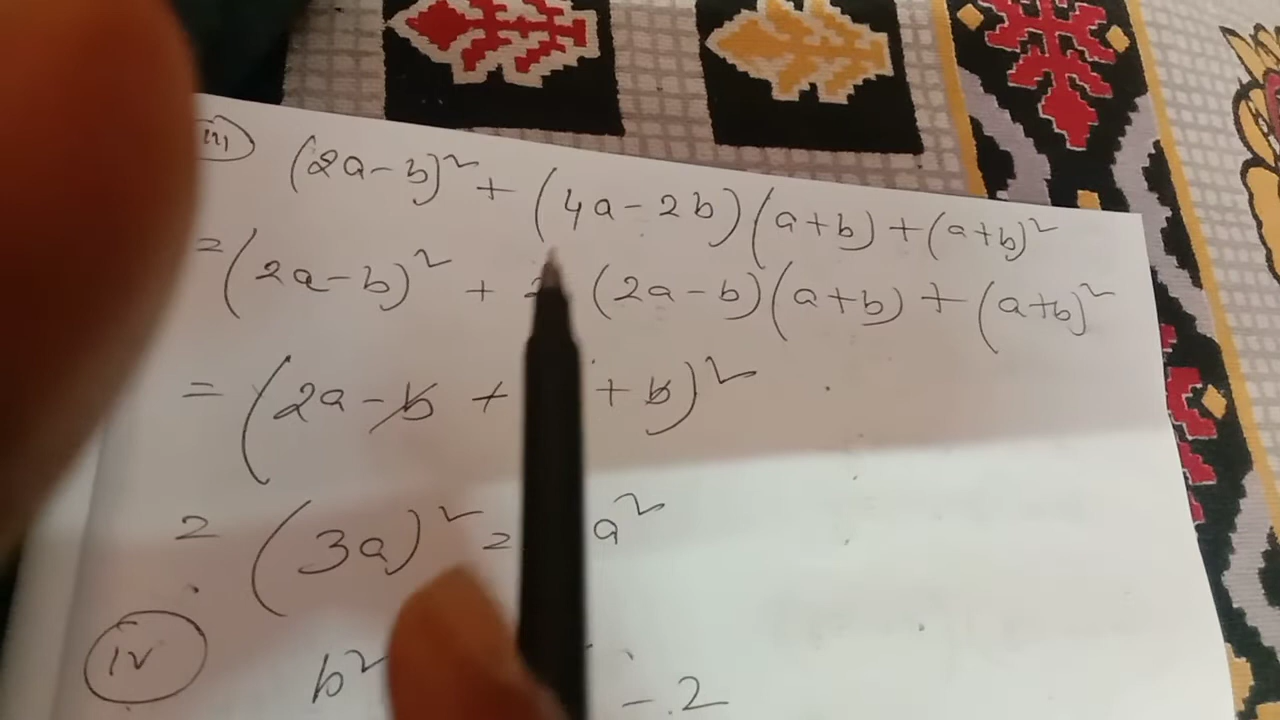 iii) (2a-b)² + (4a-2b)(a+b) + (a+b)²
= (2a-b)² + (2a-b)(a+b) + (a+b)²
= (2a-b + + b)²
= (3a)² = a²
iv b² - 2